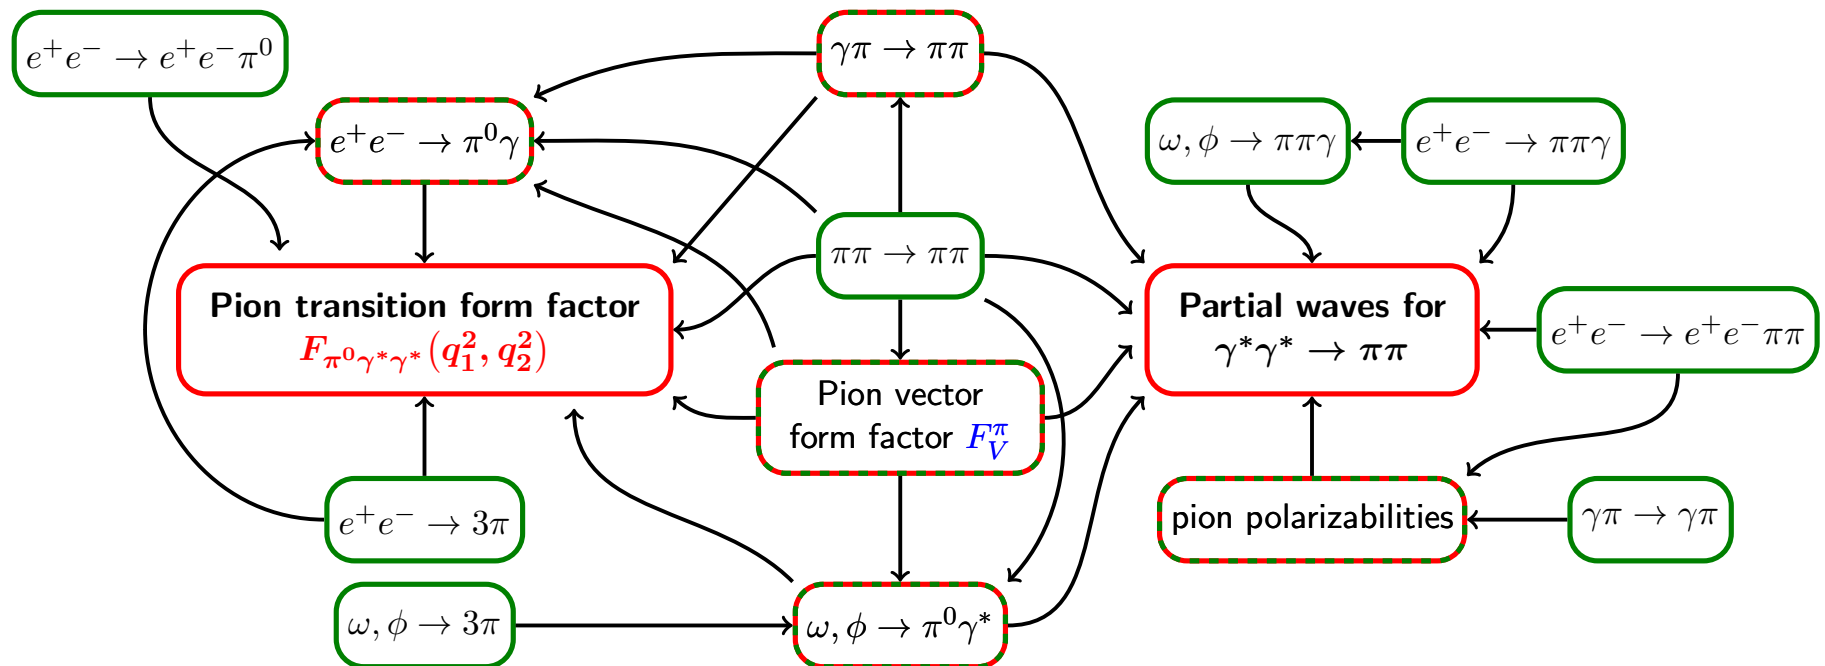 e⁺e⁻ → e⁺e⁻π⁰
γπ → ππ
e⁺e⁻ → π⁰γ
ω, φ → ππγ
e⁺e⁻ → ππγ
ππ → ππ
Pion transition form factor
F_{π⁰γ*γ*}(q₁², q₂²)
Partial waves for
γ*γ* → ππ
e⁺e⁻ → e⁺e⁻ππ
Pion vector
form factor F_V^π
e⁺e⁻ → 3π
pion polarizabilities
γπ → γπ
ω, φ → 3π
ω, φ → π⁰γ*